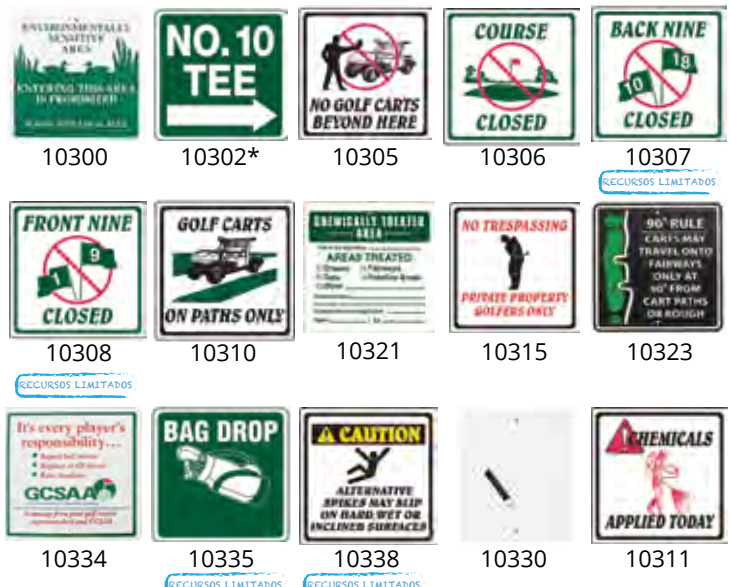 ENVIRONMENTALLY
SENSITIVE
AREA
ENTERING THIS AREA
IS PROHIBITED
10300
NO. 10
TEE
10302*
NO GOLF CARTS
BEYOND HERE
10305
COURSE
CLOSED
10306
BACK NINE
10
18
CLOSED
10307
RECURSOS LIMITADOS
FRONT NINE
1
9
CLOSED
10308
RECURSOS LIMITADOS
GOLF CARTS
ON PATHS ONLY
10310
CHEMICALLY TREATED
AREA
AREAS TREATED
10321
NO TRESPASSING
PRIVATE PROPERTY
GOLFERS ONLY
10315
90° RULE
CARTS MAY
TRAVEL ONTO
FAIRWAYS
ONLY AT
90° FROM
CART PATHS
OR ROUGH
10323
It's every player's
responsibility...
GCSAA
10334
BAG DROP
10335
RECURSOS LIMITADOS
CAUTION
ALTERNATIVE
SPIKES MAY SLIP
ON HARD, WET OR
INCLINED SURFACES
10338
RECURSOS LIMITADOS
10330
CHEMICALS
APPLIED TODAY
10311